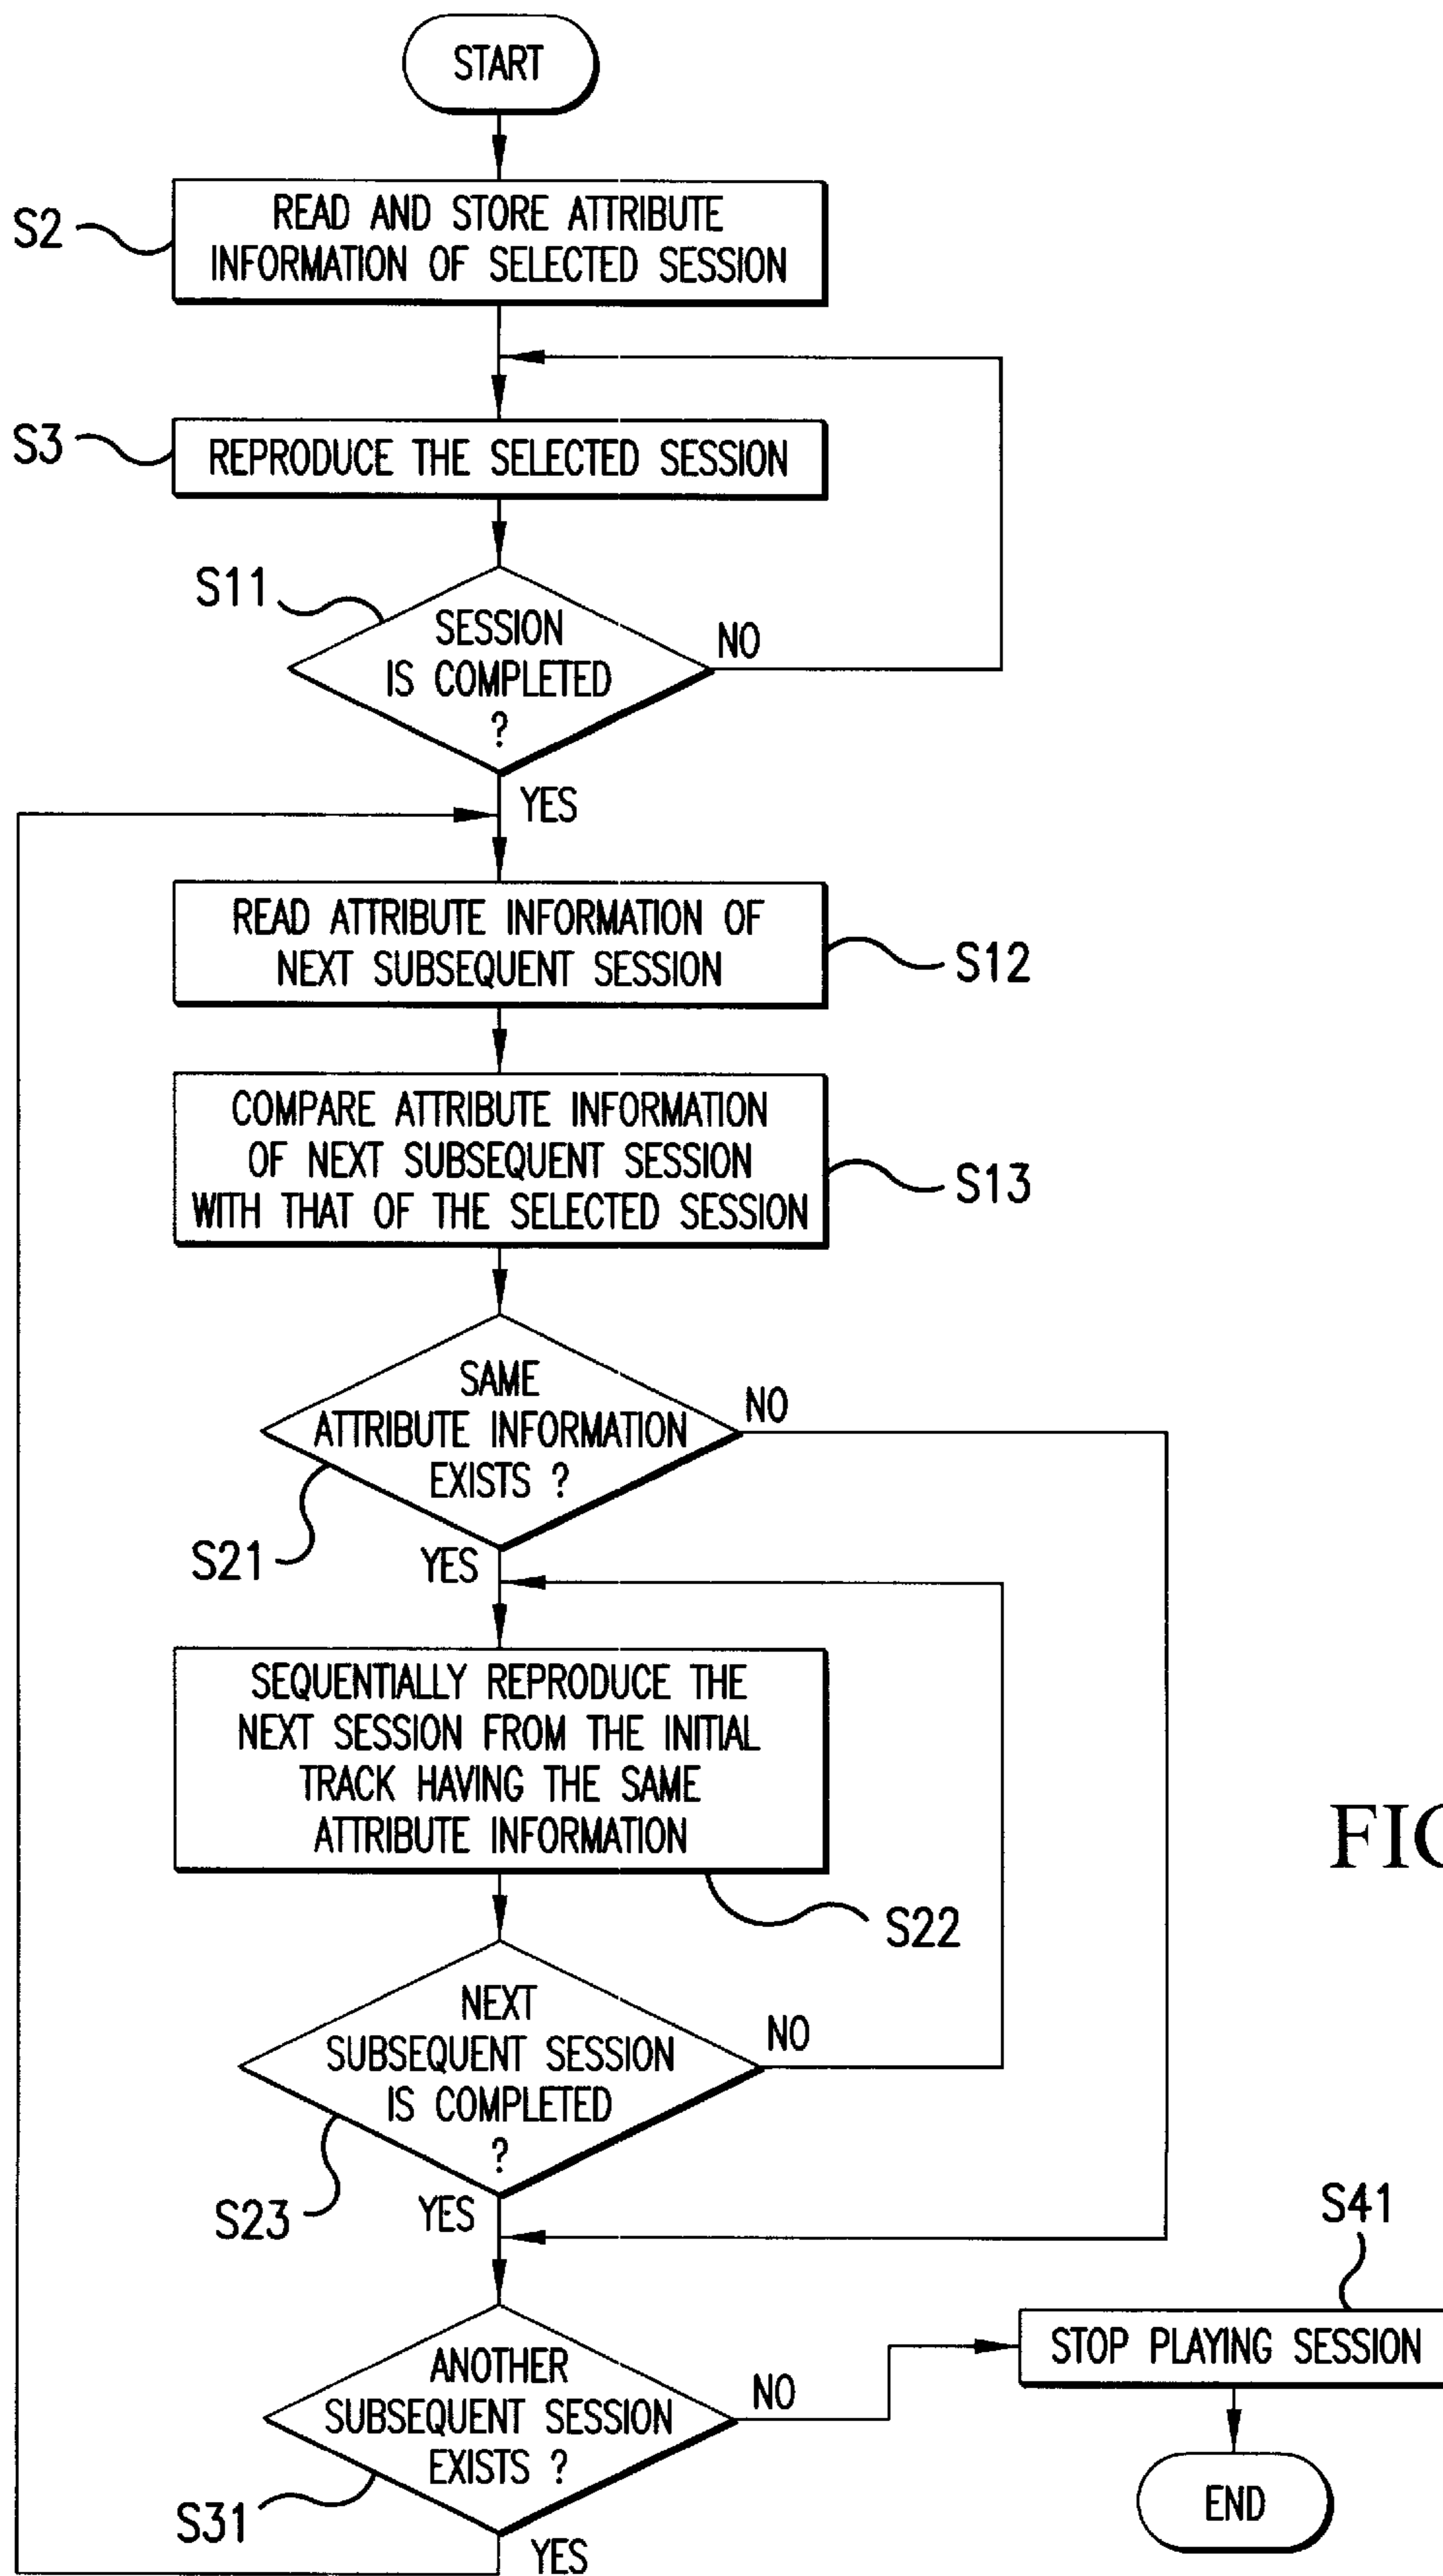 START
S2
READ AND STORE ATTRIBUTE
INFORMATION OF SELECTED SESSION
S3
REPRODUCE THE SELECTED SESSION
S11
SESSION
IS COMPLETED
?
NO
YES
READ ATTRIBUTE INFORMATION OF
NEXT SUBSEQUENT SESSION
S12
COMPARE ATTRIBUTE INFORMATION
OF NEXT SUBSEQUENT SESSION
WITH THAT OF THE SELECTED SESSION
S13
SAME
ATTRIBUTE INFORMATION
EXISTS ?
NO
S21
YES
SEQUENTIALLY REPRODUCE THE
NEXT SESSION FROM THE INITIAL
TRACK HAVING THE SAME
ATTRIBUTE INFORMATION
S22
NEXT
SUBSEQUENT SESSION
IS COMPLETED
?
NO
S23
YES
ANOTHER
SUBSEQUENT SESSION
EXISTS ?
NO
S31
YES
S41
STOP PLAYING SESSION
END